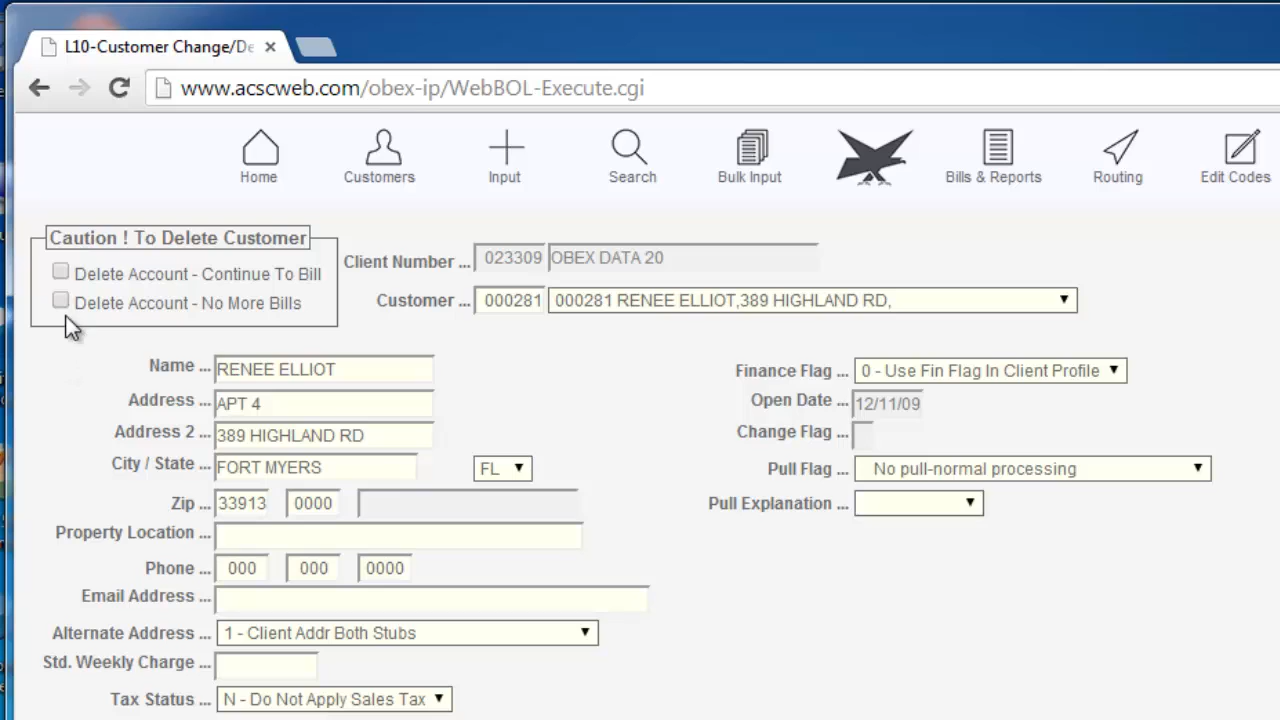 L10-Customer Change/De
www.acscweb.com/obex-ip/WebBOL-Execute.cgi
Home Customers Input Search Bulk Input Bills & Reports Routing Edit Codes
Caution ! To Delete Customer
Delete Account - Continue To Bill
Delete Account - No More Bills
Client Number ... 023309 OBEX DATA 20
Customer ... 000281 000281 RENEE ELLIOT,389 HIGHLAND RD,
Name ... RENEE ELLIOT
Address ... APT 4
Address 2 ... 389 HIGHLAND RD
City / State ... FORT MYERS FL
Zip ... 33913 0000
Property Location ...
Phone ... 000 000 0000
Email Address ...
Alternate Address ... 1 - Client Addr Both Stubs
Std. Weekly Charge ...
Tax Status ... N - Do Not Apply Sales Tax
Finance Flag ... 0 - Use Fin Flag In Client Profile
Open Date ... 12/11/09
Change Flag ...
Pull Flag ... No pull-normal processing
Pull Explanation ...